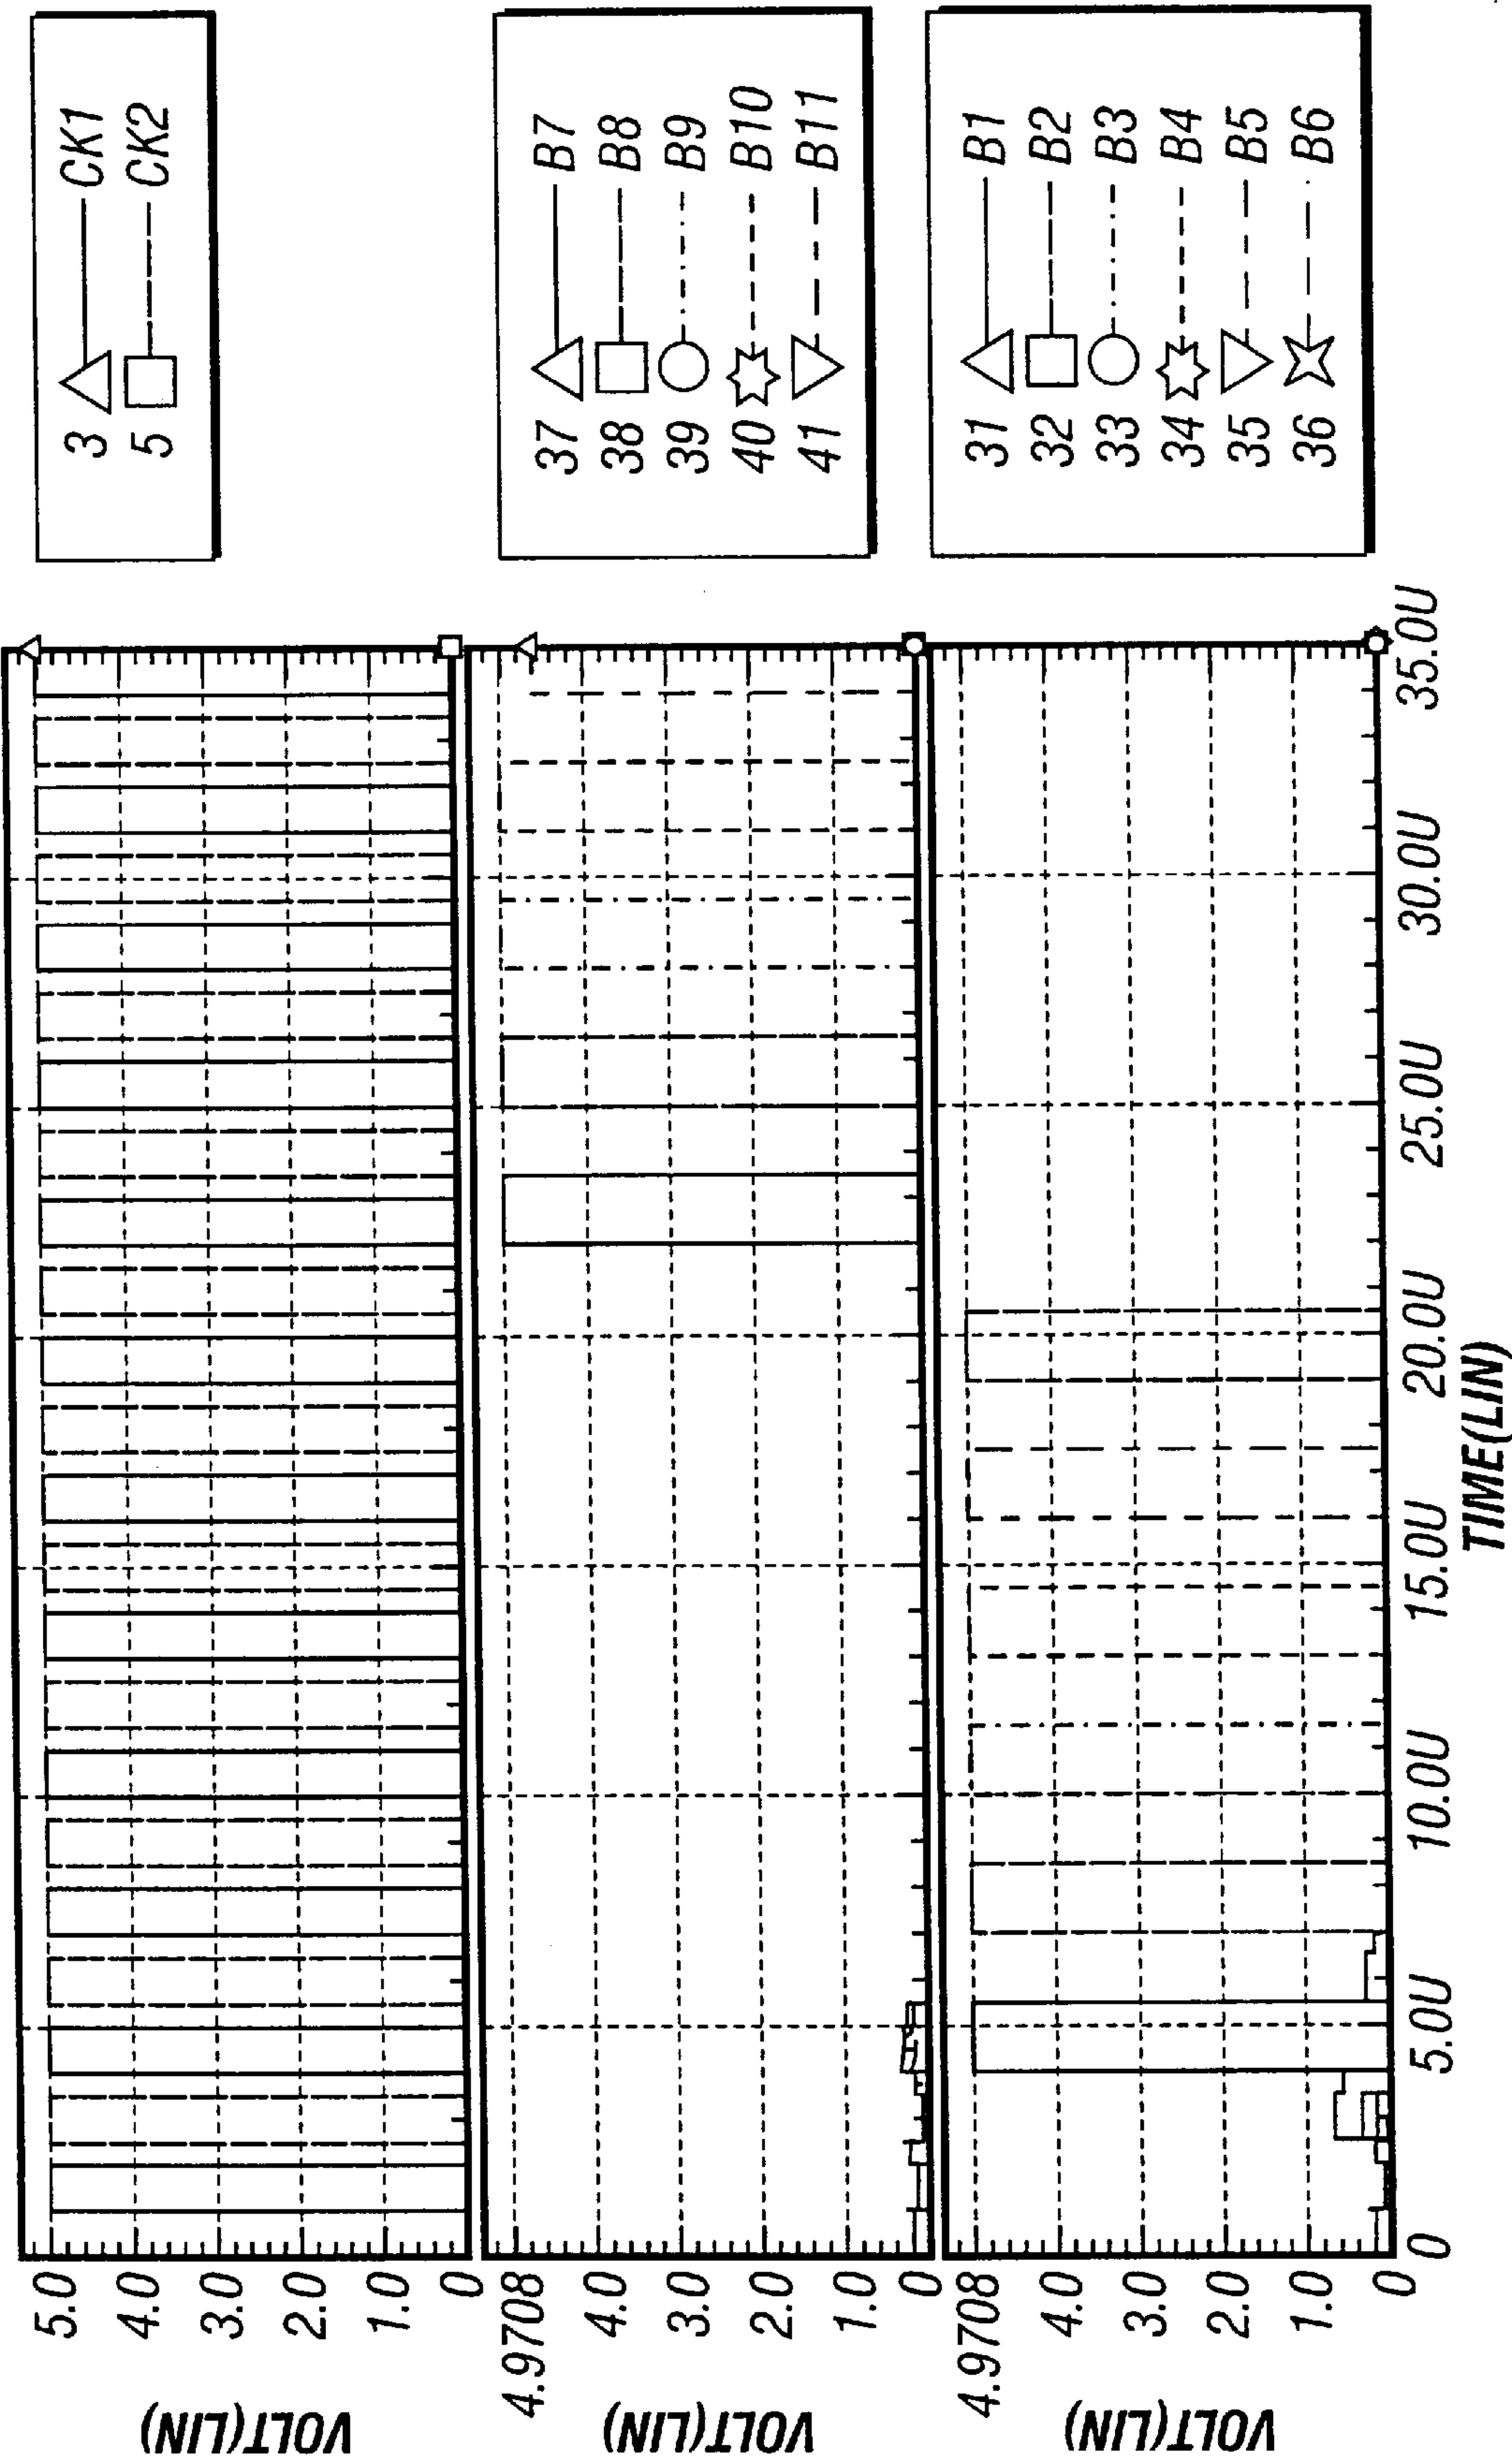 VOLT(LIN)
5.0
4.0
3.0
2.0
1.0
0
3 CK1
5 CK2
VOLT(LIN)
4.9708
4.0
3.0
2.0
1.0
0
37 B7
38 B8
39 B9
40 B10
41 B11
VOLT(LIN)
4.9708
4.0
3.0
2.0
1.0
0
31 B1
32 B2
33 B3
34 B4
35 B5
36 B6
0 5.0U 10.0U 15.0U 20.0U 25.0U 30.0U 35.0U
TIME(LIN)